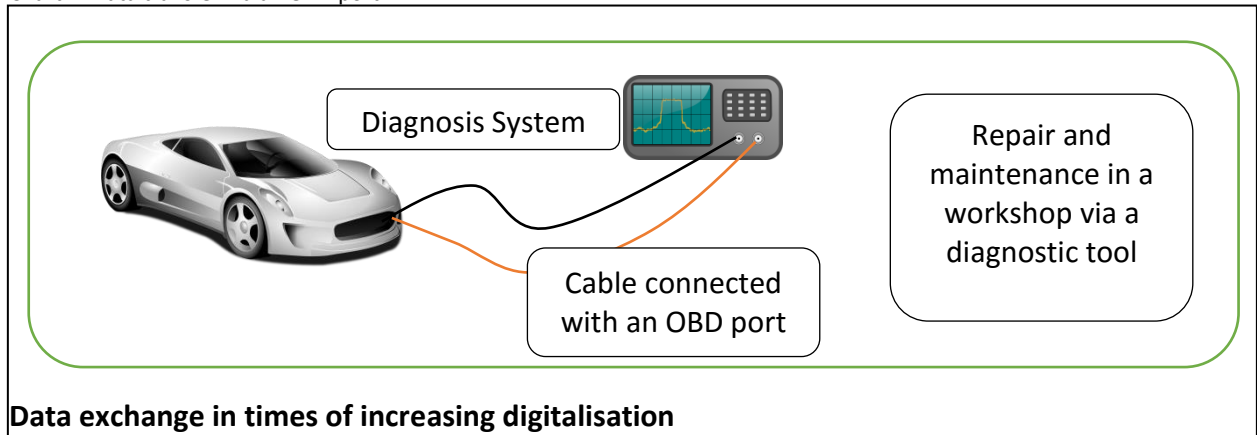 Diagnosis System
Repair and
maintenance in a
workshop via a
diagnostic tool
Cable connected
with an OBD port
Data exchange in times of increasing digitalisation